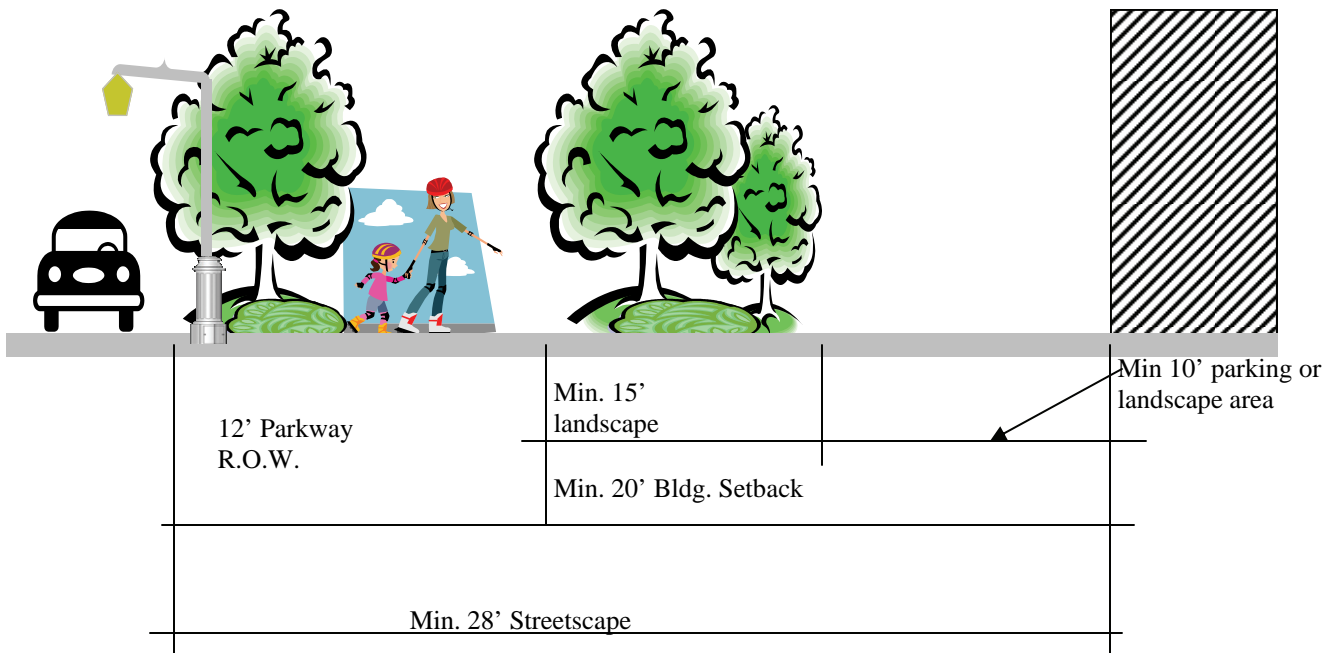 12’ Parkway
R.O.W.
Min. 15’
landscape
Min 10’ parking or
landscape area
Min. 20’ Bldg. Setback
Min. 28’ Streetscape